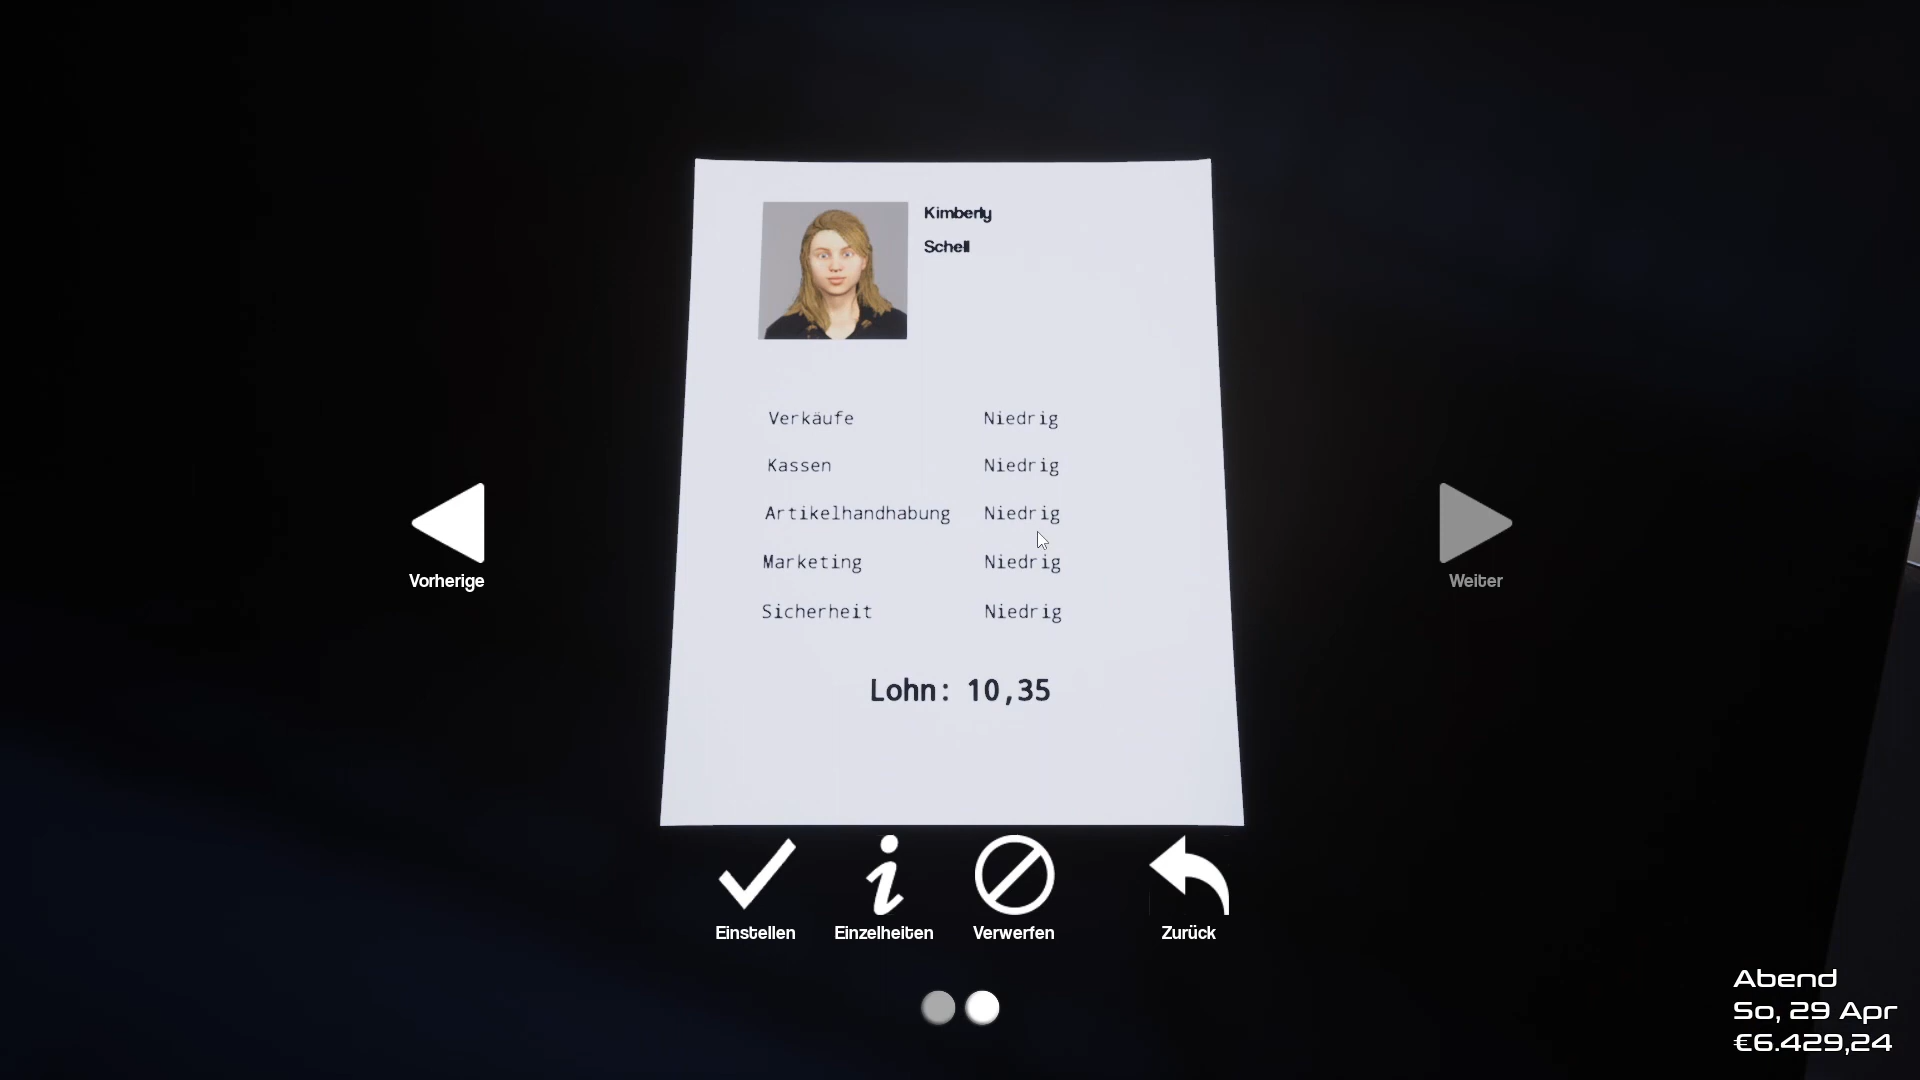 Kimberly
Schell
Verkäufe Niedrig
Kassen Niedrig
Artikelhandhabung Niedrig
Marketing Niedrig
Sicherheit Niedrig
Lohn: 10,35
Vorherige
Weiter
Einstellen
Einzelheiten
Verwerfen
Zurück
Abend
So, 29 Apr
€6.429,24